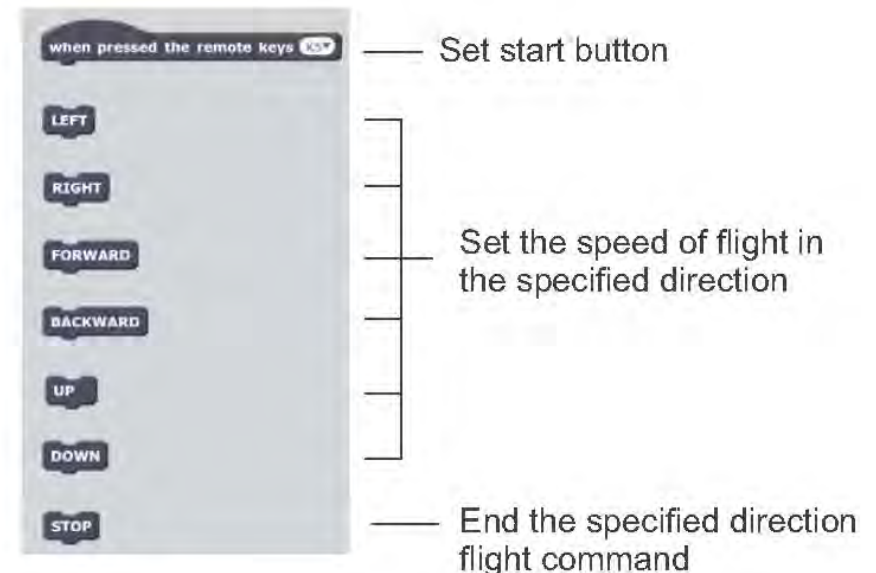 when pressed the remote keys K5
Set start button
LEFT
RIGHT
FORWARD
Set the speed of flight in
the specified direction
BACKWARD
UP
DOWN
STOP
End the specified direction
flight command